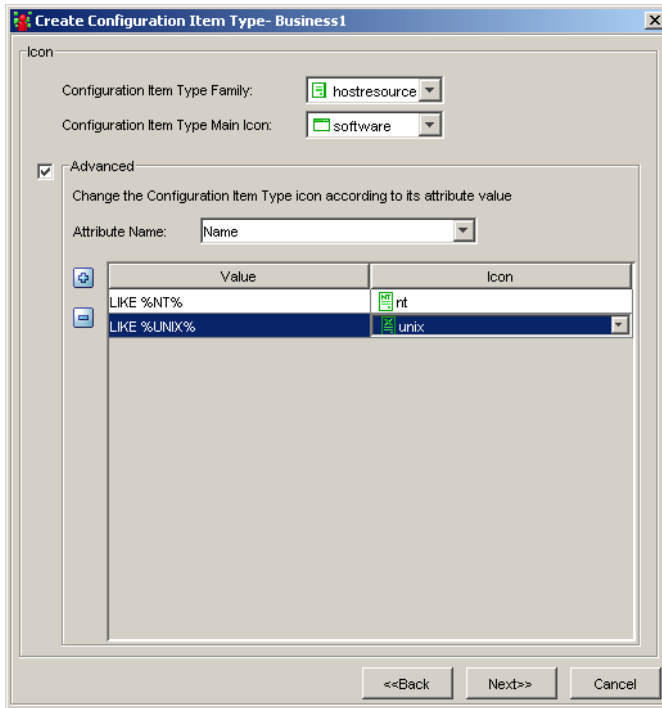 Create Configuration Item Type- Business1
Icon
Configuration Item Type Family: hostresource
Configuration Item Type Main Icon: software
Advanced
Change the Configuration Item Type icon according to its attribute value
Attribute Name: Name
Value Icon
LIKE %NT% NT nt
LIKE %UNIX% unix
<<Back Next>> Cancel